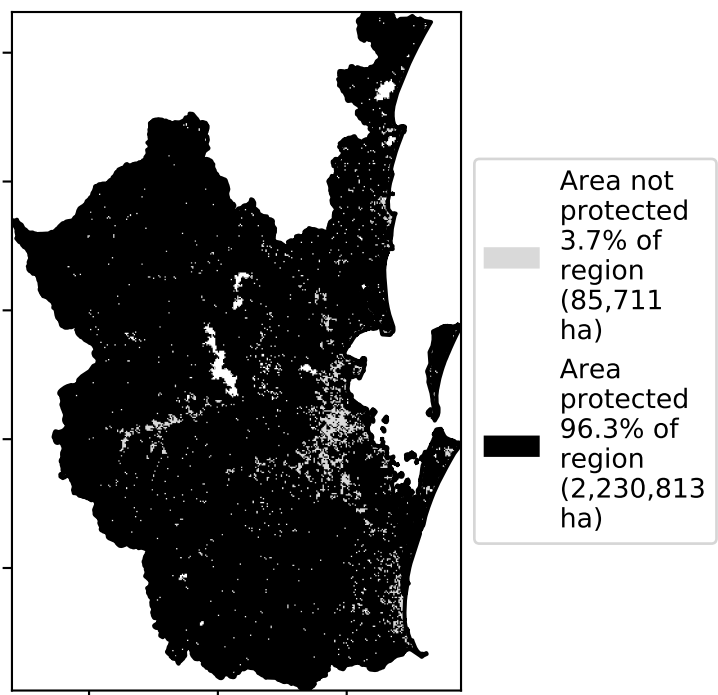 Area not
protected
3.7% of
region
(85,711
ha)
Area
protected
96.3% of
region
(2,230,813
ha)